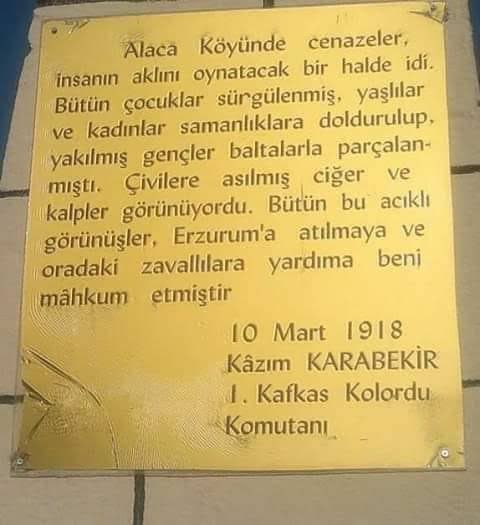 Alaca Köyünde cenazeler,
insanın aklını oynatacak bir halde idi.
Bütün çocuklar sürgülenmiş, yaşlılar
ve kadınlar samanlıklara doldurulup,
yakılmış gençler baltalarla parçalan-
mıştı. Çivilere asılmış ciğer ve
kalpler görünüyordu. Bütün bu acıklı
görünüşler, Erzurum'a atılmaya ve
oradaki zavallılara yardıma beni
mâhkum etmiştir
10 Mart 1918
Kâzım KARABEKİR
1. Kafkas Kolordu
Komutanı